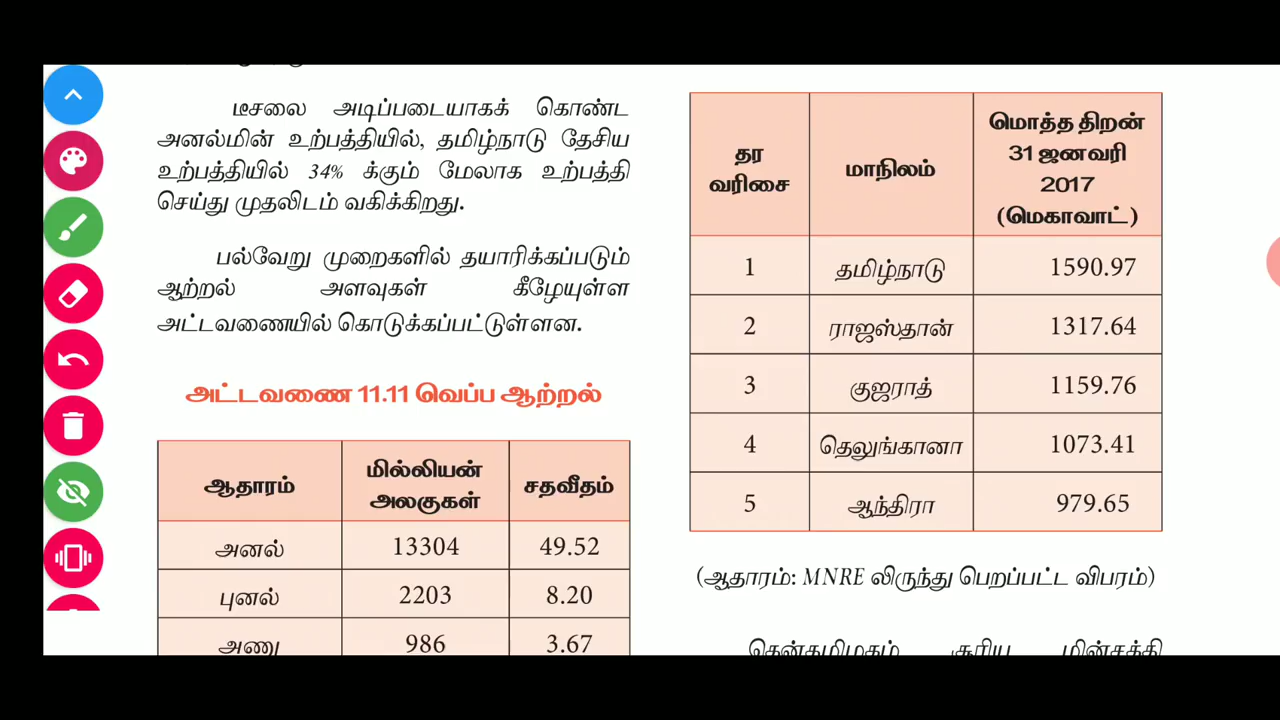 டீசலை அடிப்படையாகக் கொண்ட
அனல்மின் உற்பத்தியில், தமிழ்நாடு தேசிய
உற்பத்தியில் 34% க்கும் மேலாக உற்பத்தி
செய்து முதலிடம் வகிக்கிறது.
பல்வேறு முறைகளில் தயாரிக்கப்படும்
ஆற்றல் அளவுகள் கீழேயுள்ள
அட்டவணையில் கொடுக்கப்பட்டுள்ளன.
அட்டவணை 11.11 வெப்ப ஆற்றல்
ஆதாரம் மில்லியன் அலகுகள் சதவீதம்
அனல் 13304 49.52
புனல் 2203 8.20
அணு 986 3.67
தர வரிசை மாநிலம் மொத்த திறன் 31 ஜனவரி 2017 (மெகாவாட்)
1 தமிழ்நாடு 1590.97
2 ராஜஸ்தான் 1317.64
3 குஜராத் 1159.76
4 தெலுங்கானா 1073.41
5 ஆந்திரா 979.65
(ஆதாரம்: MNRE லிருந்து பெறப்பட்ட விபரம்)
தென்தமிழகம் சூரிய மின்சக்தி